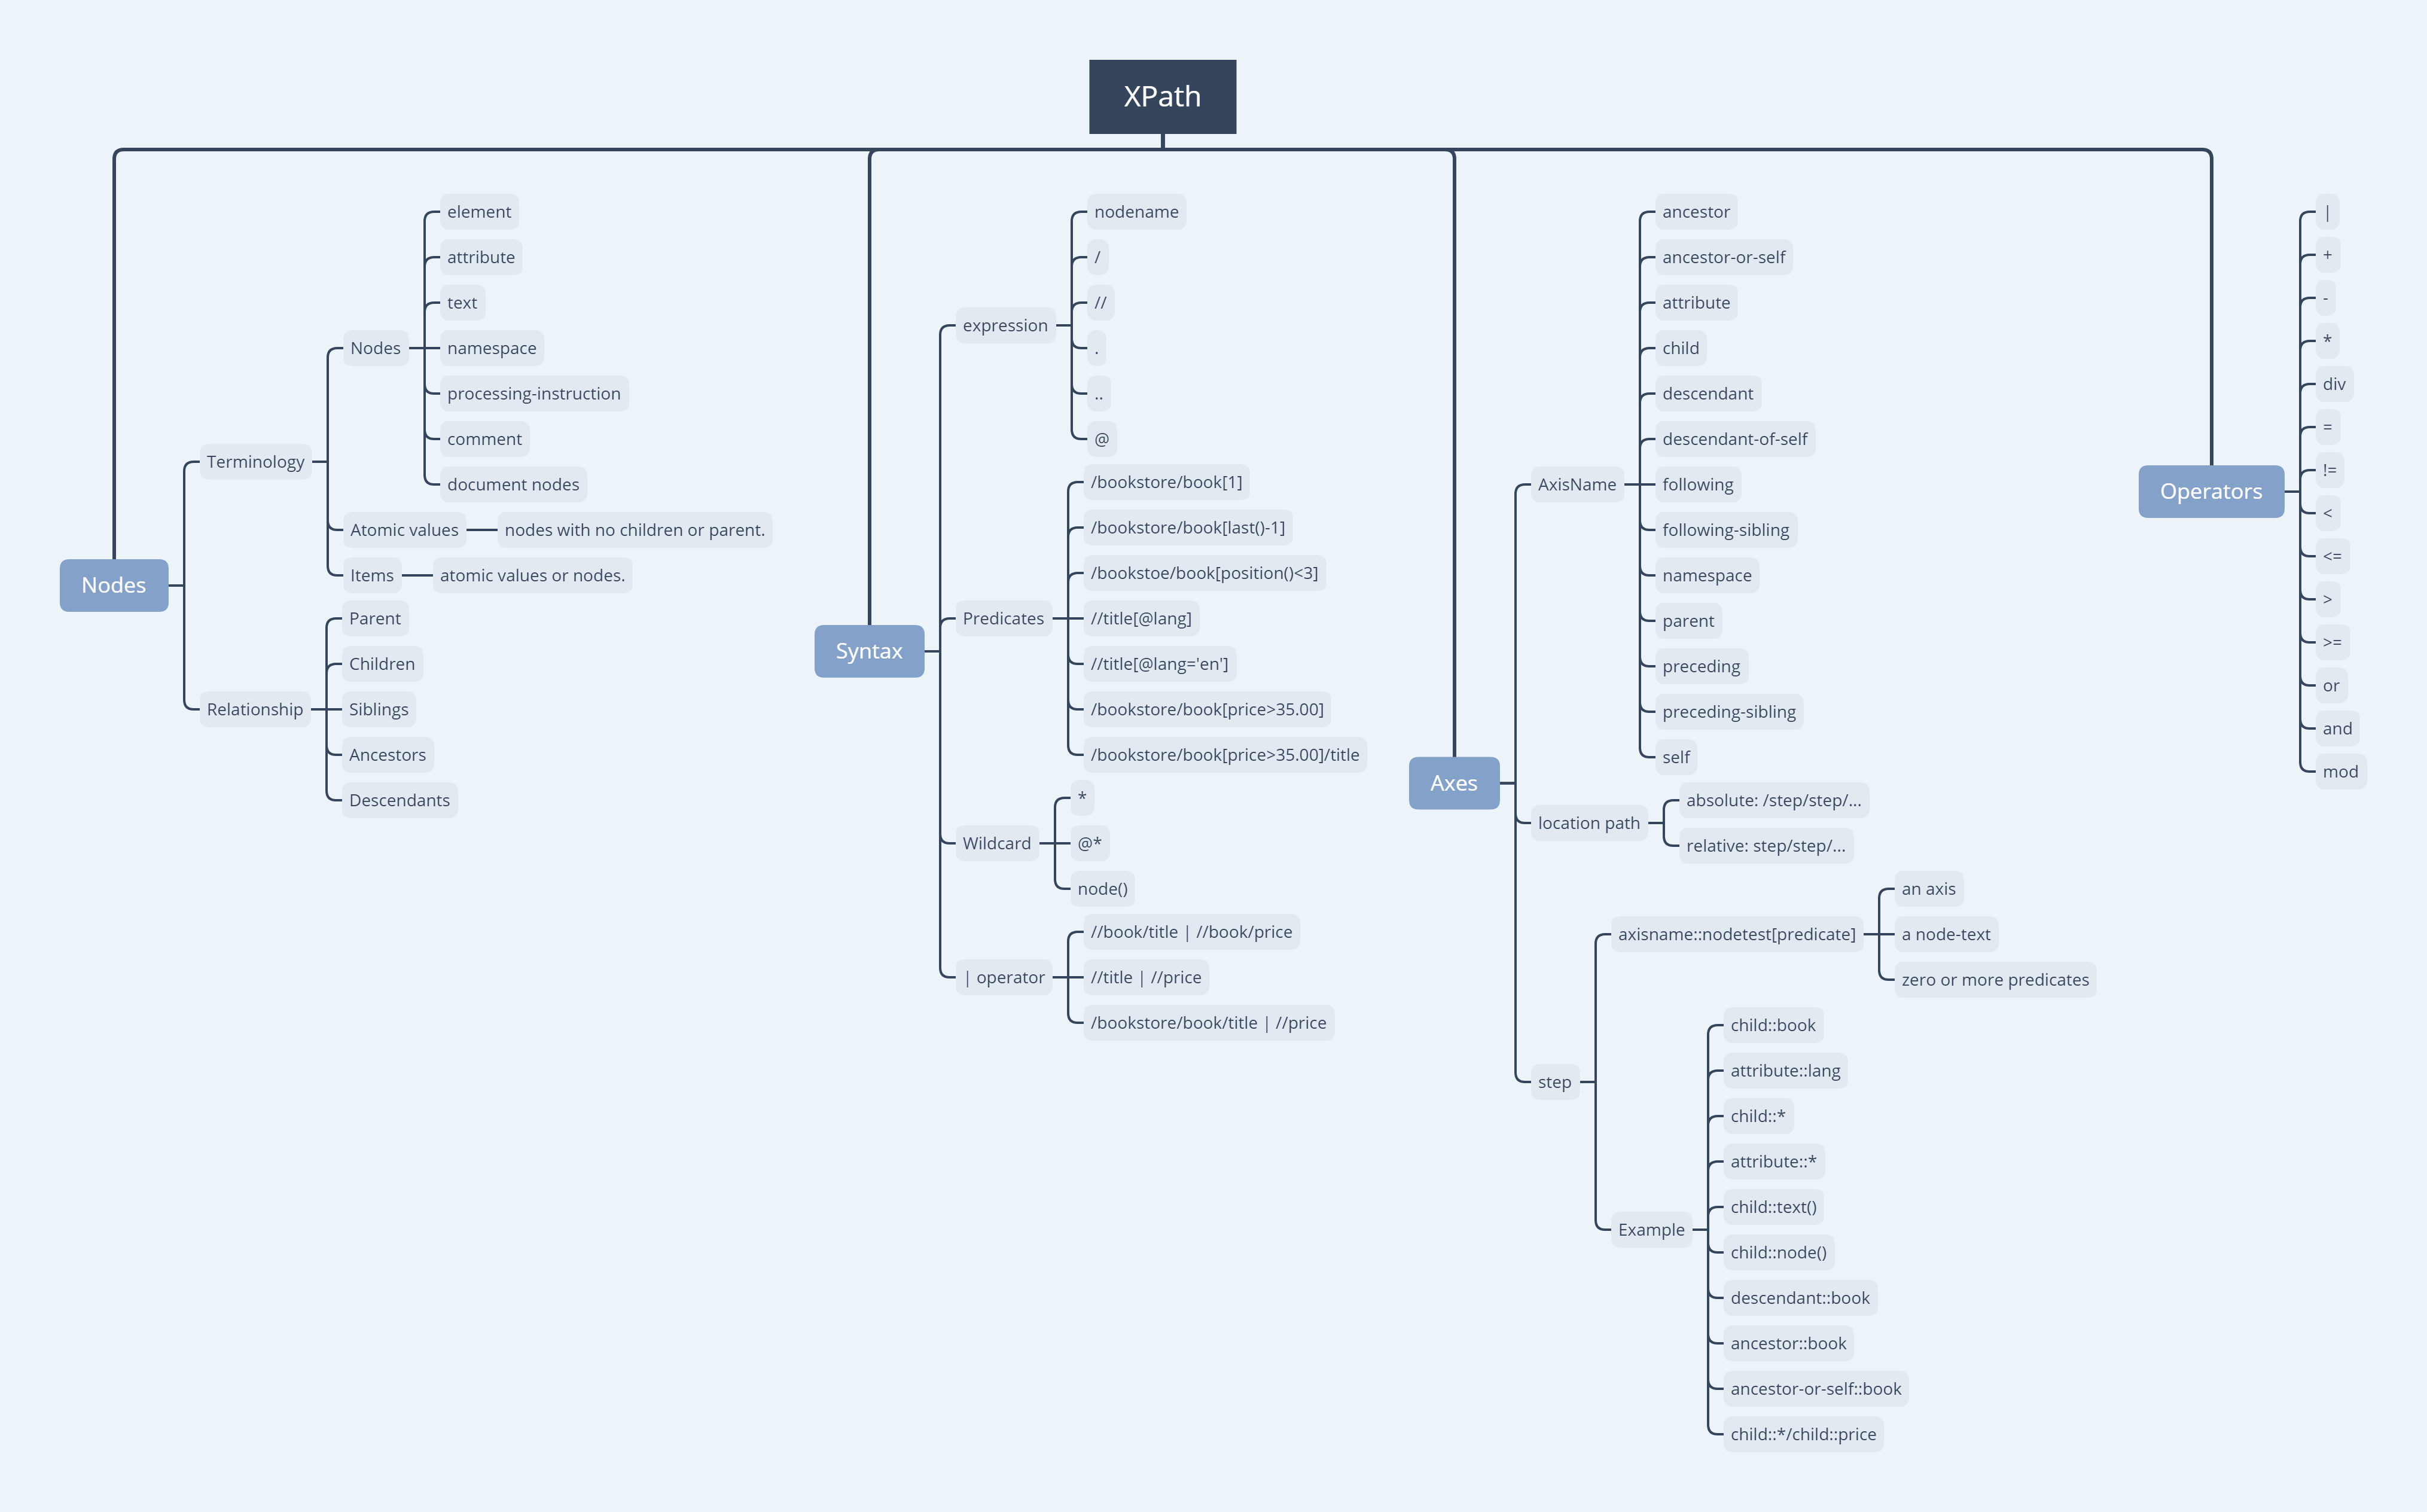 XPath
Nodes
Terminology
Nodes
element
attribute
text
namespace
processing-instruction
comment
document nodes
Atomic values
nodes with no children or parent.
Items
atomic values or nodes.
Relationship
Parent
Children
Siblings
Ancestors
Descendants
Syntax
expression
nodename
/
//
.
..
@
Predicates
/bookstore/book[1]
/bookstore/book[last()-1]
/bookstoe/book[position()<3]
//title[@lang]
//title[@lang='en']
/bookstore/book[price>35.00]
/bookstore/book[price>35.00]/title
Wildcard
*
@*
node()
| operator
//book/title | //book/price
//title | //price
/bookstore/book/title | //price
Axes
AxisName
ancestor
ancestor-or-self
attribute
child
descendant
descendant-of-self
following
following-sibling
namespace
parent
preceding
preceding-sibling
self
location path
absolute: /step/step/...
relative: step/step/...
step
axisname::nodetest[predicate]
an axis
a node-text
zero or more predicates
Example
child::book
attribute::lang
child::*
attribute::*
child::text()
child::node()
descendant::book
ancestor::book
ancestor-or-self::book
child::*/child::price
Operators
|
+
-
*
div
=
!=
<
<=
>
>=
or
and
mod